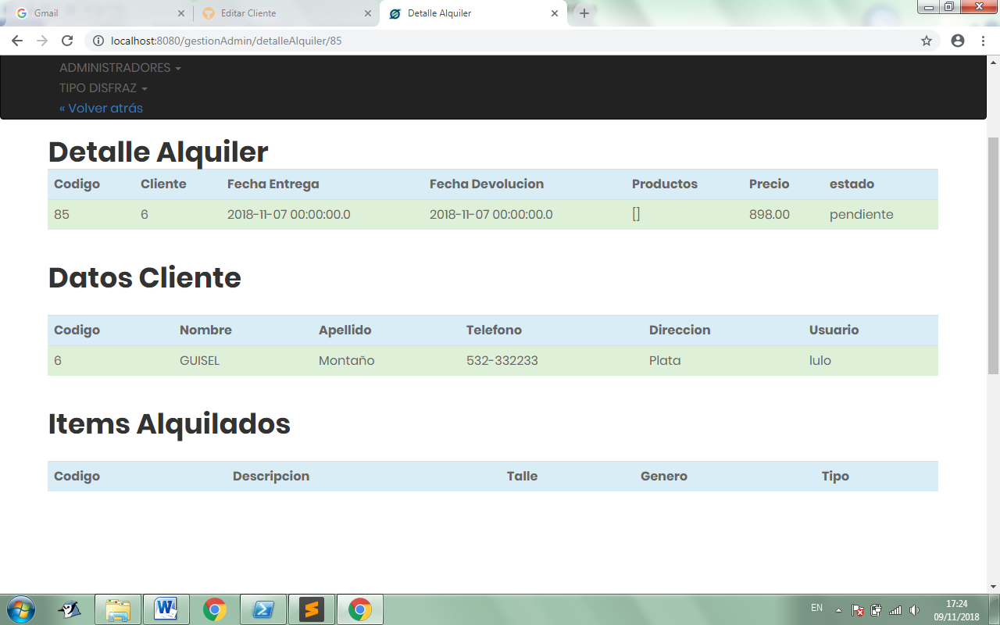 Gmail
Editar Cliente
Detalle Alquiler
localhost:8080/gestionAdmin/detalleAlquiler/85
ADMINISTRADORES
TIPO DISFRAZ
« Volver atrás
Detalle Alquiler
Codigo Cliente Fecha Entrega Fecha Devolucion Productos Precio estado
85 6 2018-11-07 00:00:00.0 2018-11-07 00:00:00.0 [] 898.00 pendiente
Datos Cliente
Codigo Nombre Apellido Telefono Direccion Usuario
6 GUISEL Montaño 532-332233 Plata lulo
Items Alquilados
Codigo Descripcion Talle Genero Tipo
EN
17:24
09/11/2018